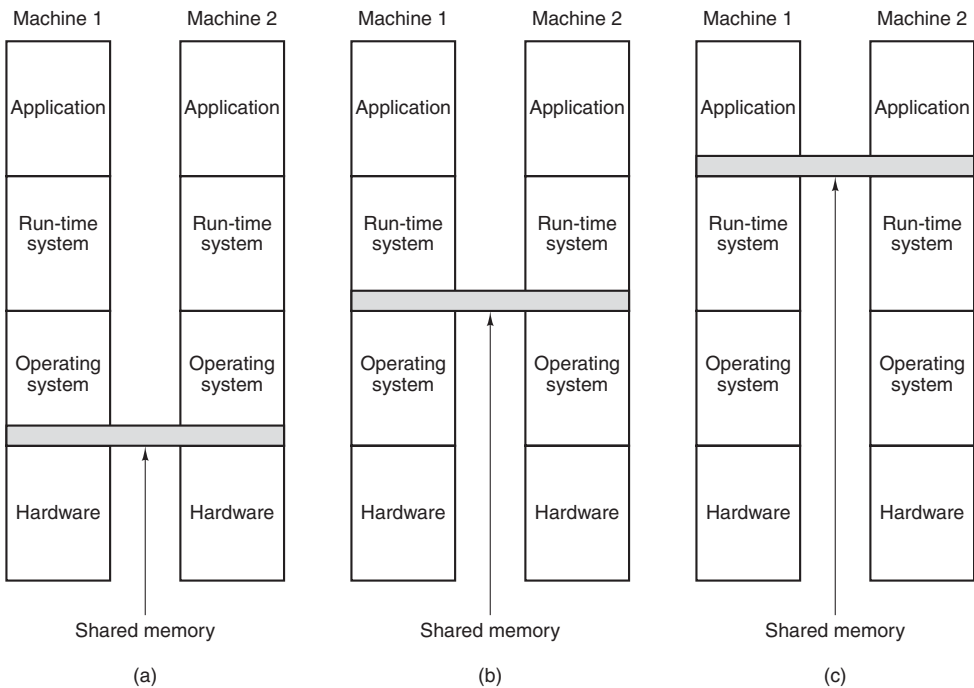 Machine 1 Machine 2
Application Application
Run-time system Run-time system
Operating system Operating system
Hardware Hardware
Shared memory
(a)
Machine 1 Machine 2
Application Application
Run-time system Run-time system
Operating system Operating system
Hardware Hardware
Shared memory
(b)
Machine 1 Machine 2
Application Application
Run-time system Run-time system
Operating system Operating system
Hardware Hardware
Shared memory
(c)